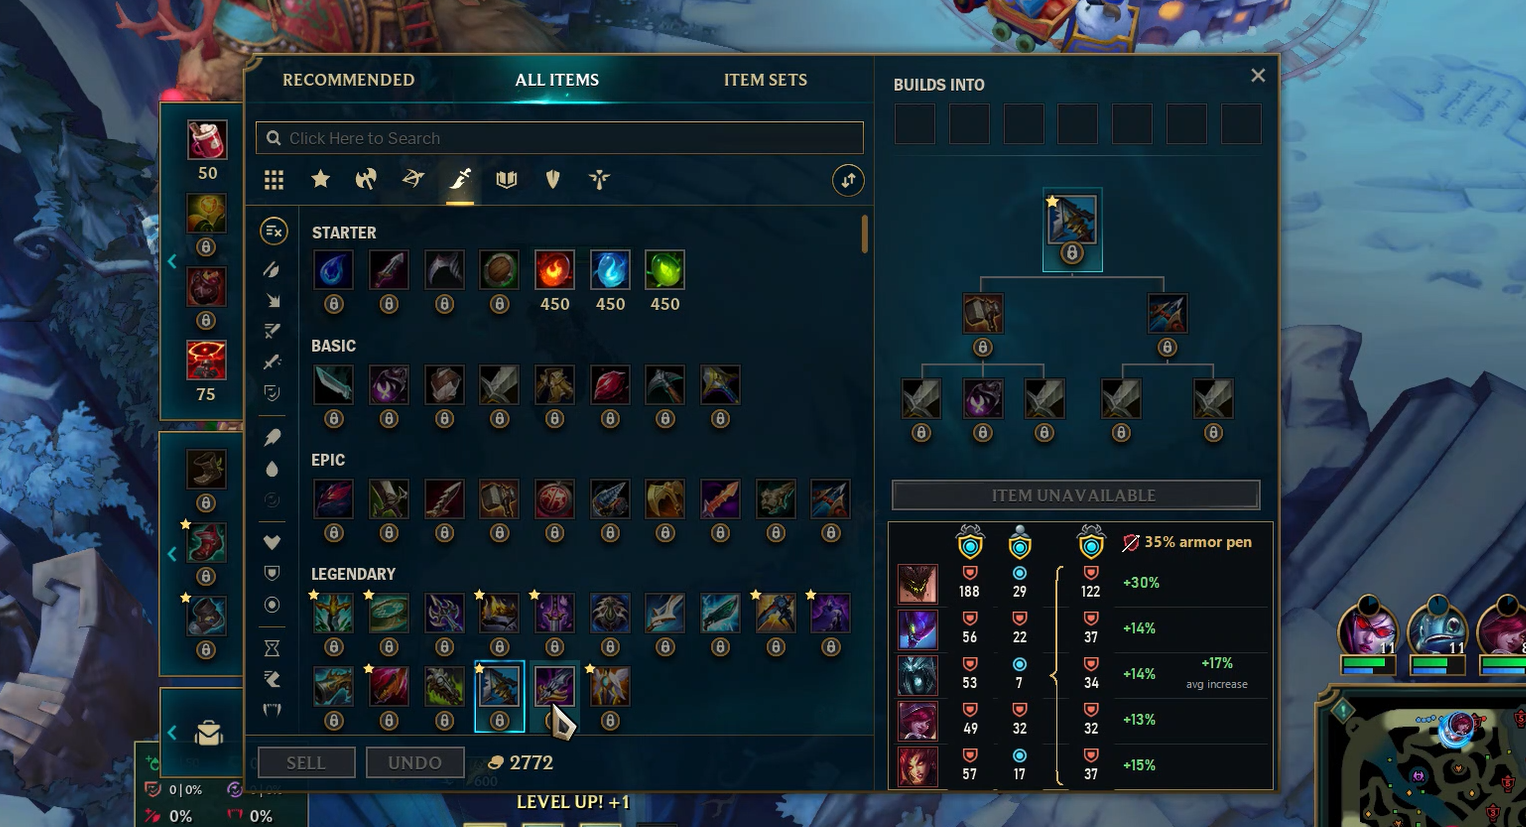 RECOMMENDED
ALL ITEMS
ITEM SETS
BUILDS INTO
Click Here to Search
50
75
STARTER
450
450
450
BASIC
EPIC
LEGENDARY
ITEM UNAVAILABLE
35% armor pen
188
29
122
+30%
56
22
37
+14%
53
7
34
+14%
+17%
avg increase
49
32
32
+13%
57
17
37
+15%
SELL
UNDO
2772
600
LEVEL UP! +1
0 | 0%
0%
0%
11
11